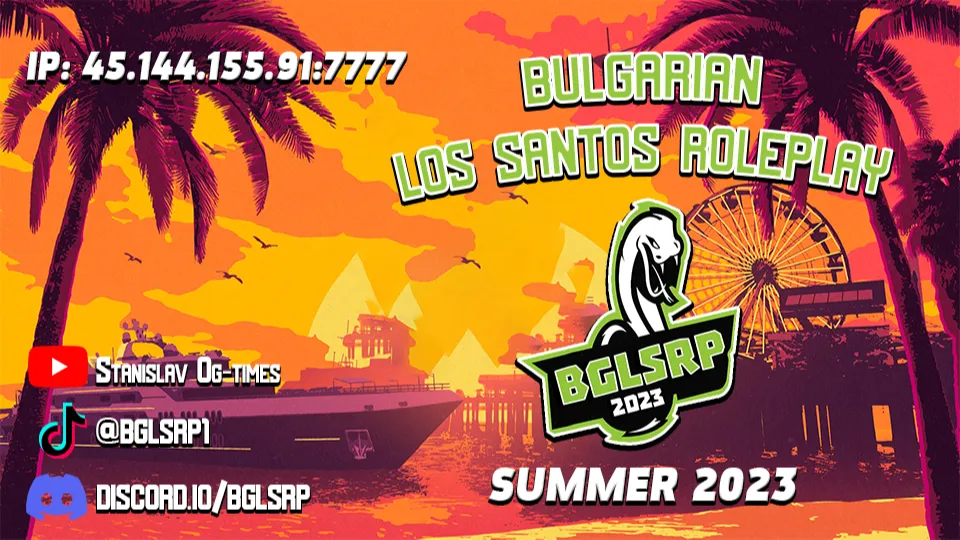 IP: 45.144.155.91:7777
BULGARIAN
LOS SANTOS ROLEPLAY
BGLSRP
2023
STANISLAV OG-TIMES
@BGLSRP1
DISCORD.IO/BGLSRP
SUMMER 2023